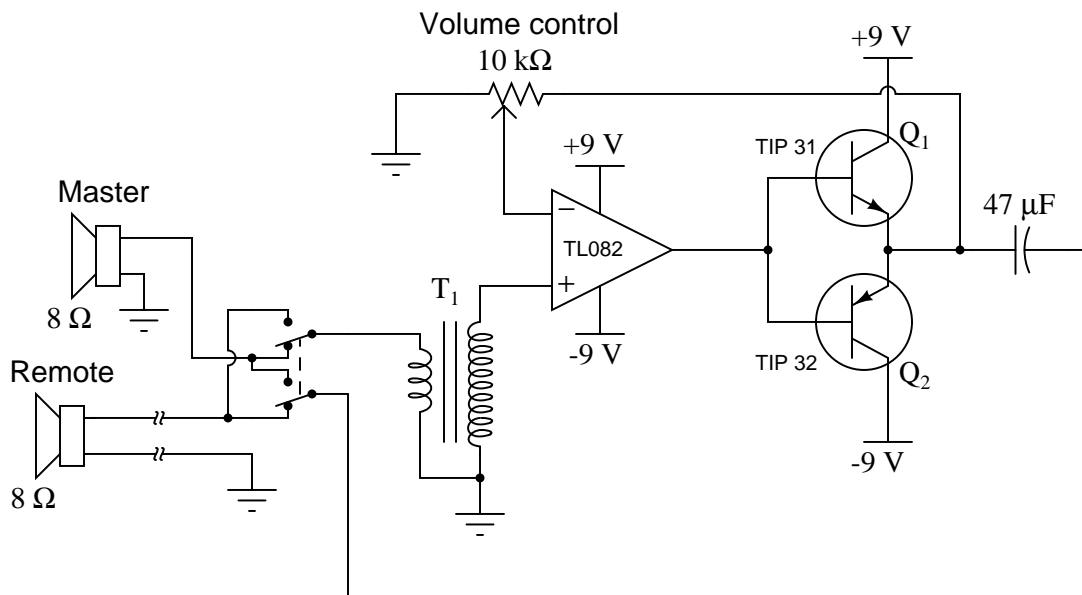 Volume control
10 kΩ
+9 V
TIP 31
Q1
+9 V
Master
−
TL082
47 μF
+
T1
8 Ω
-9 V
TIP 32
Q2
Remote
-9 V
8 Ω